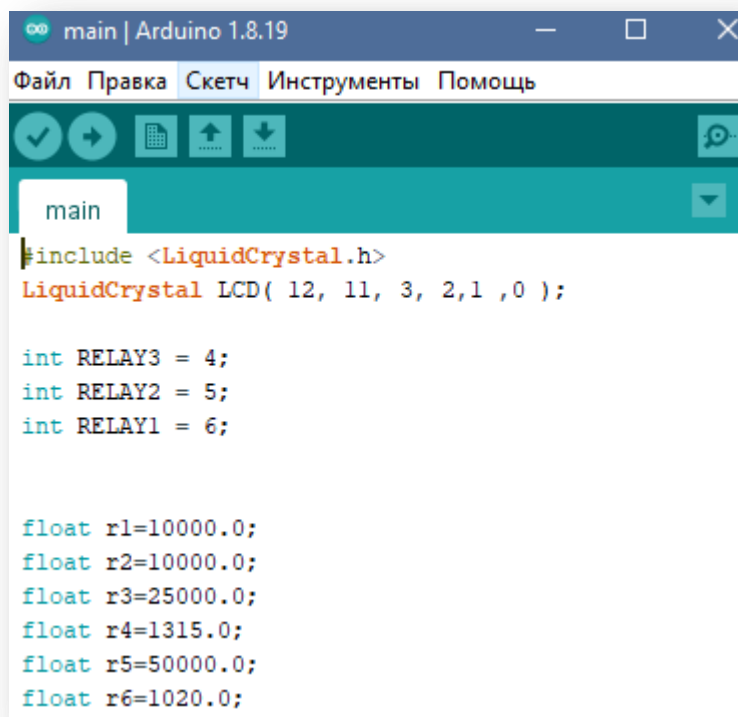 main | Arduino 1.8.19
Файл Правка Скетч Инструменты Помощь
main
#include <LiquidCrystal.h>
LiquidCrystal LCD( 12, 11, 3, 2,1 ,0 );
int RELAY3 = 4;
int RELAY2 = 5;
int RELAY1 = 6;
float r1=10000.0;
float r2=10000.0;
float r3=25000.0;
float r4=1315.0;
float r5=50000.0;
float r6=1020.0;